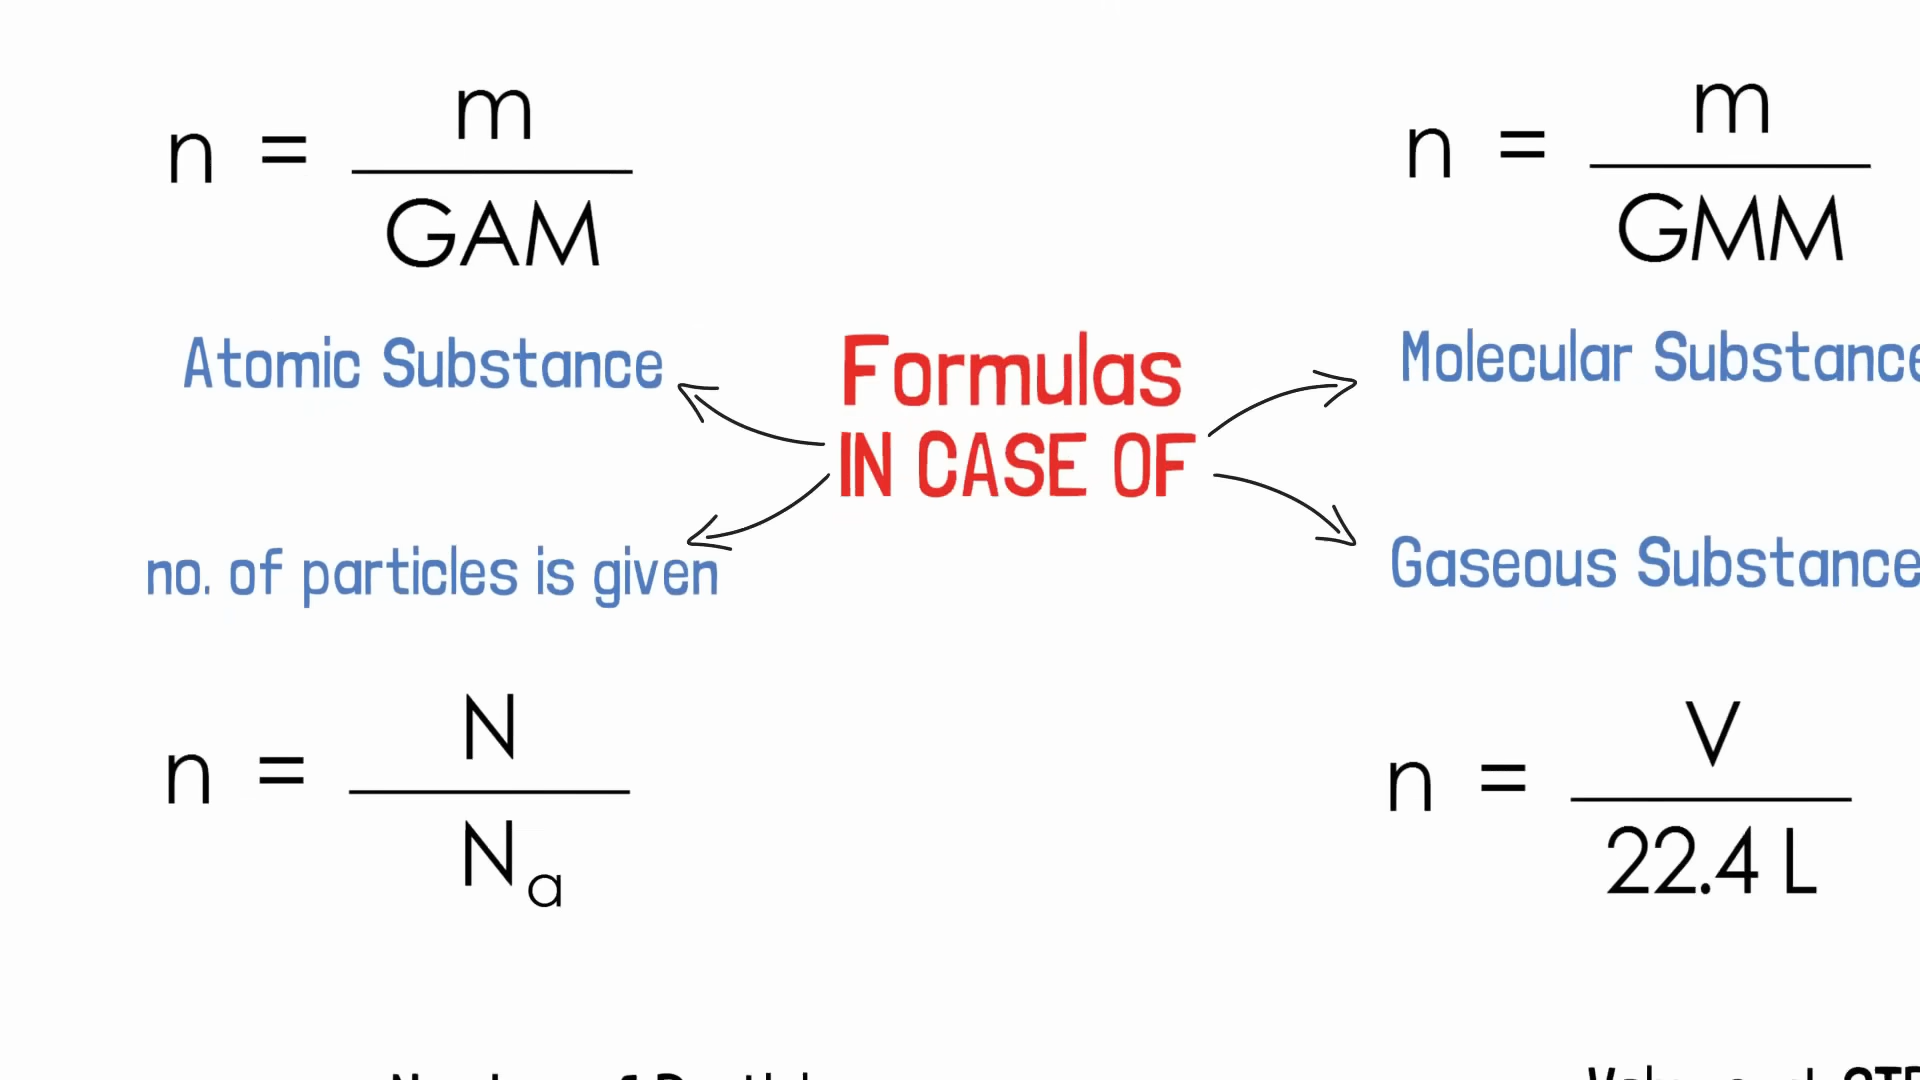 n = m / GAM
Atomic Substance
n = m / GMM
Molecular Substance
Formulas
IN CASE OF
no. of particles is given
Gaseous Substance
n = N / Na
n = V / 22.4 L